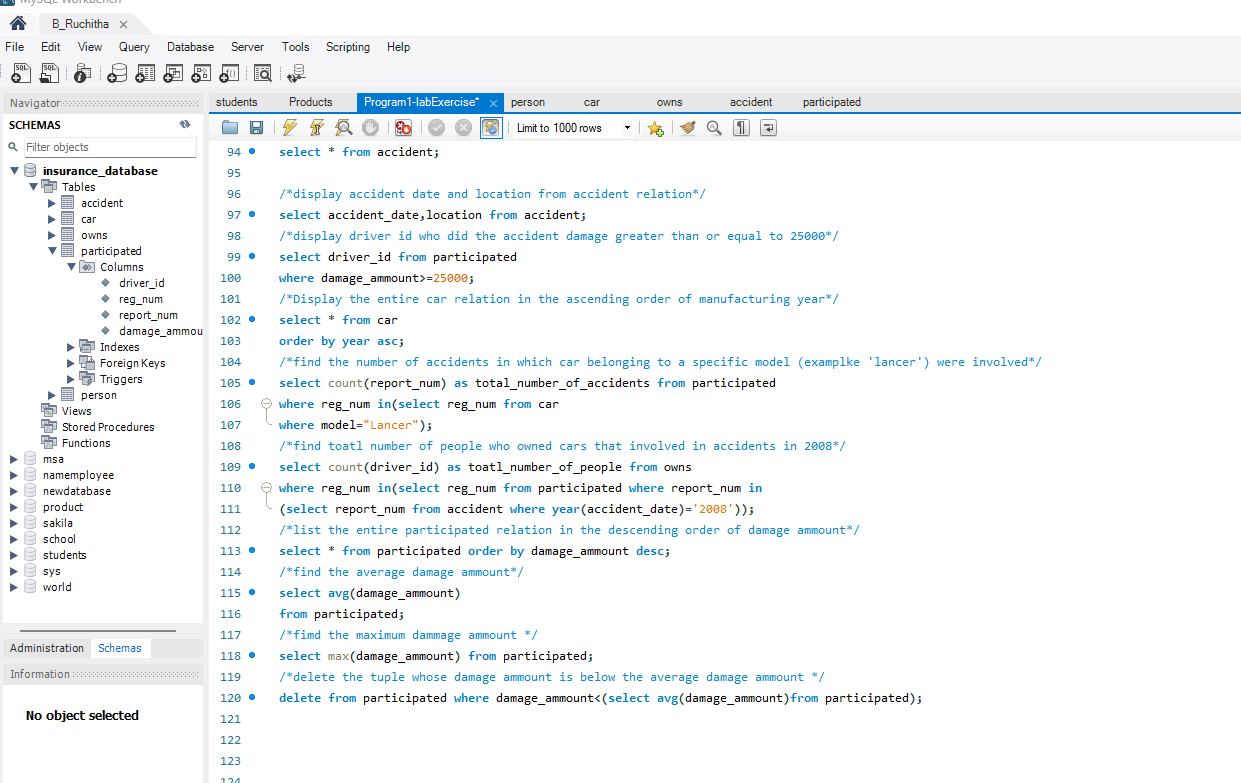 MySQL Workbench
B_Ruchitha
File Edit View Query Database Server Tools Scripting Help
Navigator
SCHEMAS
Filter objects
insurance_database
Tables
accident
car
owns
participated
Columns
driver_id
reg_num
report_num
damage_ammou
Indexes
Foreign Keys
Triggers
person
Views
Stored Procedures
Functions
msa
namemployee
newdatabase
product
sakila
school
students
sys
world
Administration Schemas
Information
No object selected
students Products Program1-labExercise* person car owns accident participated
Limit to 1000 rows
94 select * from accident;
95
96 /*display accident date and location from accident relation*/
97 select accident_date,location from accident;
98 /*display driver id who did the accident damage greater than or equal to 25000*/
99 select driver_id from participated
100 where damage_ammount>=25000;
101 /*Display the entire car relation in the ascending order of manufacturing year*/
102 select * from car
103 order by year asc;
104 /*find the number of accidents in which car belonging to a specific model (examplke 'lancer') were involved*/
105 select count(report_num) as total_number_of_accidents from participated
106 where reg_num in(select reg_num from car
107 where model="Lancer");
108 /*find toatl number of people who owned cars that involved in accidents in 2008*/
109 select count(driver_id) as toatl_number_of_people from owns
110 where reg_num in(select reg_num from participated where report_num in
111 (select report_num from accident where year(accident_date)='2008'));
112 /*list the entire participated relation in the descending order of damage ammount*/
113 select * from participated order by damage_ammount desc;
114 /*find the average damage ammount*/
115 select avg(damage_ammount)
116 from participated;
117 /*fimd the maximum dammage ammount */
118 select max(damage_ammount) from participated;
119 /*delete the tuple whose damage ammount is below the average damage ammount */
120 delete from participated where damage_ammount<(select avg(damage_ammount)from participated);
121
122
123
124